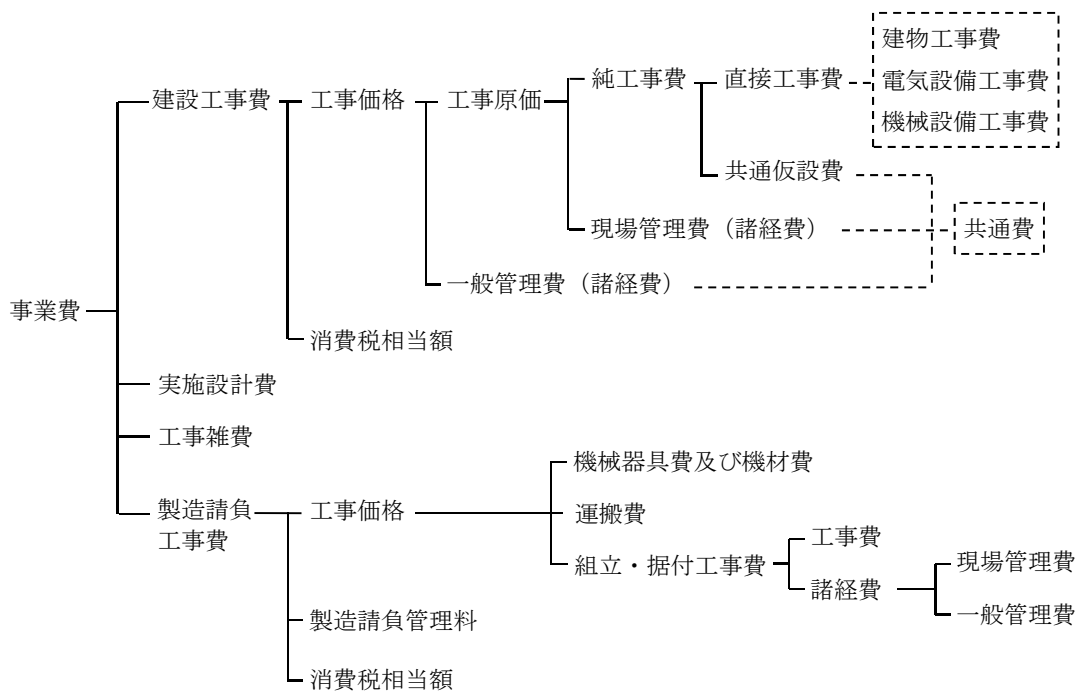 建物工事費
純工事費
直接工事費
電気設備工事費
建設工事費
工事価格
工事原価
機械設備工事費
共通仮設費
現場管理費（諸経費）
共通費
一般管理費（諸経費）
事業費
消費税相当額
実施設計費
工事雑費
機械器具費及び機材費
製造請負
工事費
工事価格
運搬費
工事費
組立・据付工事費
現場管理費
諸経費
一般管理費
製造請負管理料
消費税相当額